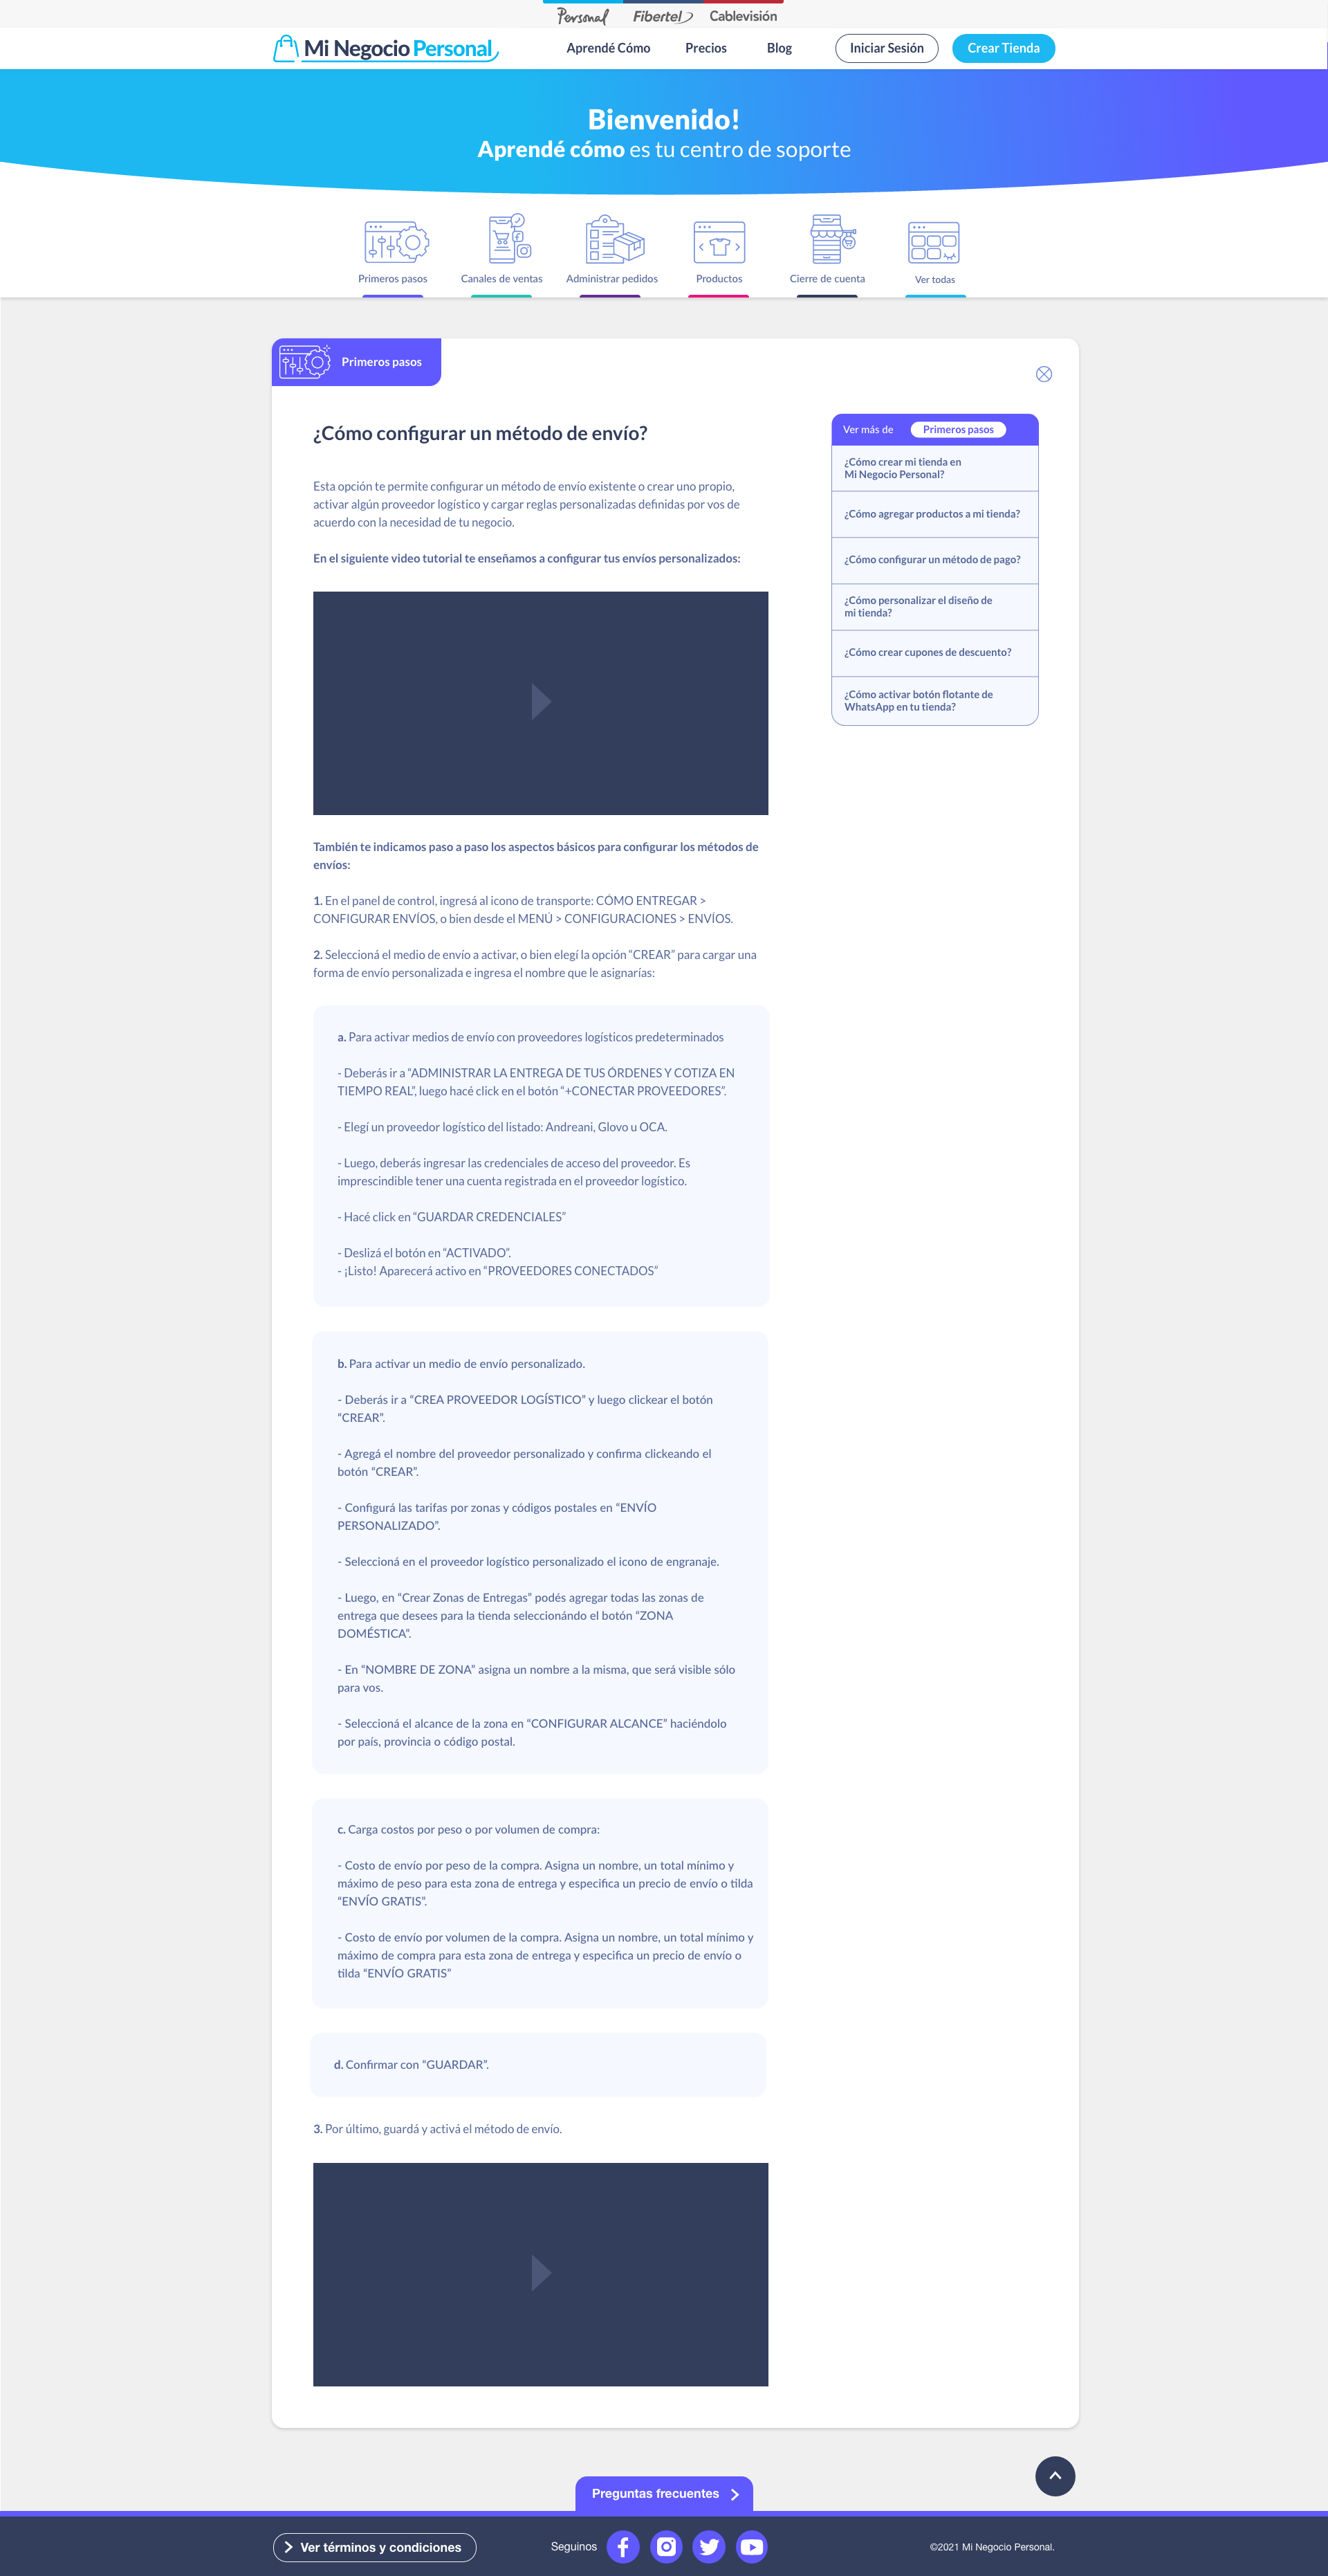 Personal Fibertel Cablevisión
Mi Negocio Personal
Aprendé Cómo
Precios
Blog
Iniciar Sesión
Crear Tienda
Bienvenido!
Aprendé cómo es tu centro de soporte
Primeros pasos
Canales de ventas
Administrar pedidos
Productos
Cierre de cuenta
Ver todas
Primeros pasos
¿Cómo configurar un método de envío?
Esta opción te permite configurar un método de envío existente o crear uno propio,
activar algún proveedor logístico y cargar reglas personalizadas definidas por vos de
acuerdo con la necesidad de tu negocio.
En el siguiente video tutorial te enseñamos a configurar tus envíos personalizados:
También te indicamos paso a paso los aspectos básicos para configurar los métodos de
envíos:
1. En el panel de control, ingresá al icono de transporte: CÓMO ENTREGAR >
CONFIGURAR ENVÍOS, o bien desde el MENÚ > CONFIGURACIONES > ENVÍOS.
2. Seleccioná el medio de envío a activar, o bien elegí la opción “CREAR” para cargar una
forma de envío personalizada e ingresa el nombre que le asignarías:
a. Para activar medios de envío con proveedores logísticos predeterminados
- Deberás ir a “ADMINISTRAR LA ENTREGA DE TUS ÓRDENES Y COTIZA EN
TIEMPO REAL”, luego hacé click en el botón “+CONECTAR PROVEEDORES”.
- Elegí un proveedor logístico del listado: Andreani, Glovo u OCA.
- Luego, deberás ingresar las credenciales de acceso del proveedor. Es
imprescindible tener una cuenta registrada en el proveedor logístico.
- Hacé click en “GUARDAR CREDENCIALES”
- Deslizá el botón en “ACTIVADO”.
- ¡Listo! Aparecerá activo en “PROVEEDORES CONECTADOS”
b. Para activar un medio de envío personalizado.
- Deberás ir a “CREA PROVEEDOR LOGÍSTICO” y luego clickear el botón
“CREAR”.
- Agregá el nombre del proveedor personalizado y confirma clickeando el
botón “CREAR”.
- Configurá las tarifas por zonas y códigos postales en “ENVÍO
PERSONALIZADO”.
- Seleccioná en el proveedor logístico personalizado el icono de engranaje.
- Luego, en “Crear Zonas de Entregas” podés agregar todas las zonas de
entrega que desees para la tienda seleccionándo el botón “ZONA
DOMÉSTICA”.
- En “NOMBRE DE ZONA” asigna un nombre a la misma, que será visible sólo
para vos.
- Seleccioná el alcance de la zona en “CONFIGURAR ALCANCE” haciéndolo
por país, provincia o código postal.
c. Carga costos por peso o por volumen de compra:
- Costo de envío por peso de la compra. Asigna un nombre, un total mínimo y
máximo de peso para esta zona de entrega y especifica un precio de envío o tilda
“ENVÍO GRATIS”.
- Costo de envío por volumen de la compra. Asigna un nombre, un total mínimo y
máximo de compra para esta zona de entrega y especifica un precio de envío o
tilda “ENVÍO GRATIS”
d. Confirmar con “GUARDAR”.
3. Por último, guardá y activá el método de envío.
Ver más de Primeros pasos
¿Cómo crear mi tienda en
Mi Negocio Personal?
¿Cómo agregar productos a mi tienda?
¿Cómo configurar un método de pago?
¿Cómo personalizar el diseño de
mi tienda?
¿Cómo crear cupones de descuento?
¿Cómo activar botón flotante de
WhatsApp en tu tienda?
Preguntas frecuentes
Ver términos y condiciones
Seguinos
©2021 Mi Negocio Personal.